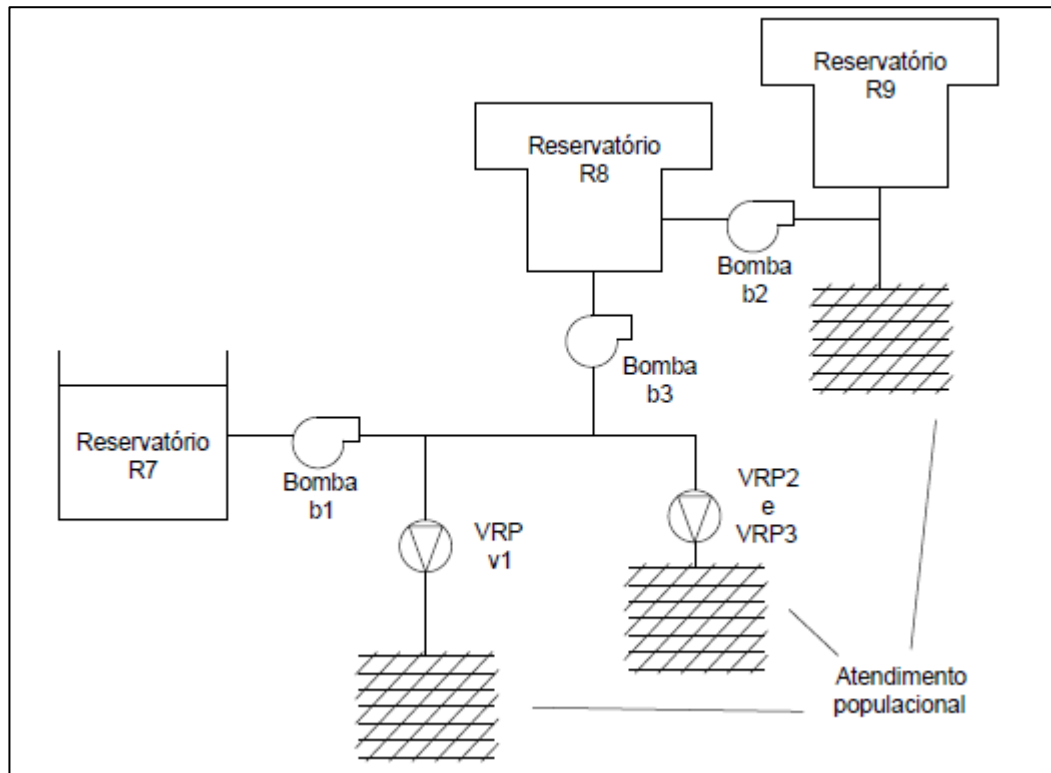 Reservatório
R9
Reservatório
R8
Bomba
b2
Bomba
b3
Reservatório
R7
Bomba
b1
VRP
v1
VRP2
e
VRP3
Atendimento
populacional